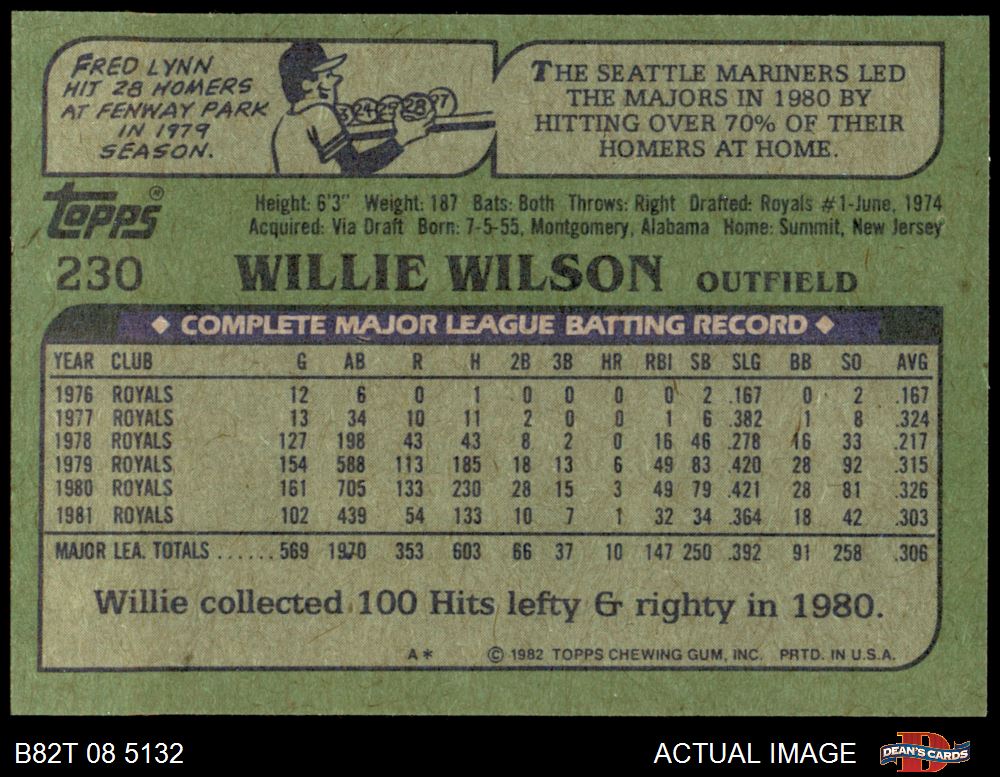 FRED LYNN
HIT 28 HOMERS
AT FENWAY PARK
IN 1979
SEASON.
24 25 28 27
THE SEATTLE MARINERS LED
THE MAJORS IN 1980 BY
HITTING OVER 70% OF THEIR
HOMERS AT HOME.
TOPPS®
Height: 6'3" Weight: 187 Bats: Both Throws: Right Drafted: Royals #1-June, 1974
Acquired: Via Draft Born: 7-5-55, Montgomery, Alabama Home: Summit, New Jersey
230 WILLIE WILSON OUTFIELD
◆ COMPLETE MAJOR LEAGUE BATTING RECORD ◆
YEAR CLUB G AB R H 2B 3B HR RBI SB SLG BB SO AVG
1976 ROYALS 12 6 0 1 0 0 0 0 2 .167 0 2 .167
1977 ROYALS 13 34 10 11 2 0 0 1 6 .382 1 8 .324
1978 ROYALS 127 198 43 43 8 2 0 16 46 .278 16 33 .217
1979 ROYALS 154 588 113 185 18 13 6 49 83 .420 28 92 .315
1980 ROYALS 161 705 133 230 28 15 3 49 79 .421 28 81 .326
1981 ROYALS 102 439 54 133 10 7 1 32 34 .364 18 42 .303
MAJOR LEA. TOTALS ...... 569 1970 353 603 66 37 10 147 250 .392 91 258 .306
Willie collected 100 Hits lefty & righty in 1980.
A* © 1982 TOPPS CHEWING GUM, INC. PRTD. IN U.S.A.
B82T 08 5132 ACTUAL IMAGE DEAN'S CARDS